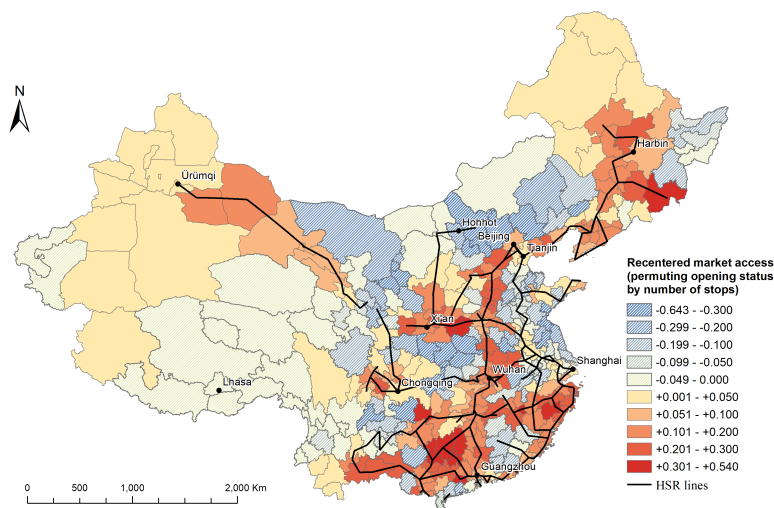 N
Harbin
Ürümqi
Hohhot
Beijing
Tianjin
Xi'an
Shanghai
Wuhan
Lhasa
Chongqing
Guangzhou
Recentered market access
(permuting opening status
by number of stops)
-0.643 - -0.300
-0.299 - -0.200
-0.199 - -0.100
-0.099 - -0.050
-0.049 - 0.000
+0.001 - +0.050
+0.051 - +0.100
+0.101 - +0.200
+0.201 - +0.300
+0.301 - +0.540
HSR lines
0 500 1,000 2,000 Km